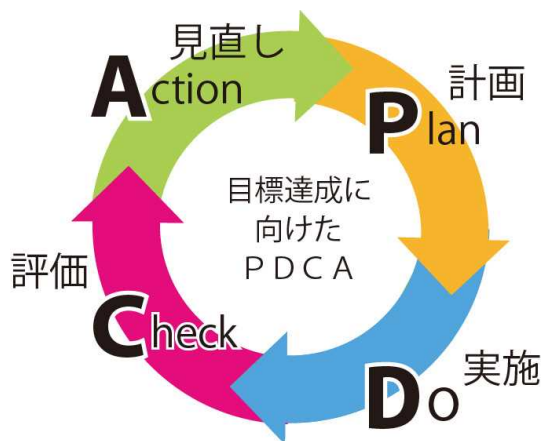 見直し
Action
計画
Plan
目標達成に
向けた
ＰＤＣＡ
評価
Check
実施
Do